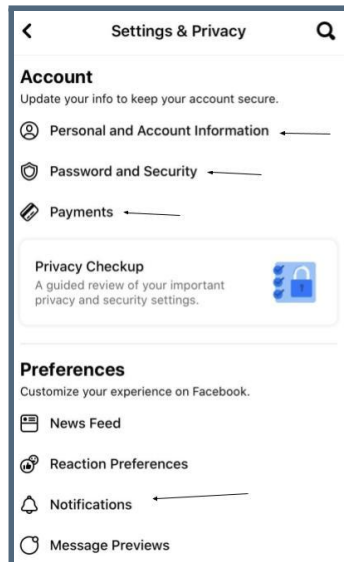 Settings & Privacy
Account
Update your info to keep your account secure.
Personal and Account Information
Password and Security
Payments
Privacy Checkup
A guided review of your important
privacy and security settings.
Preferences
Customize your experience on Facebook.
News Feed
Reaction Preferences
Notifications
Message Previews